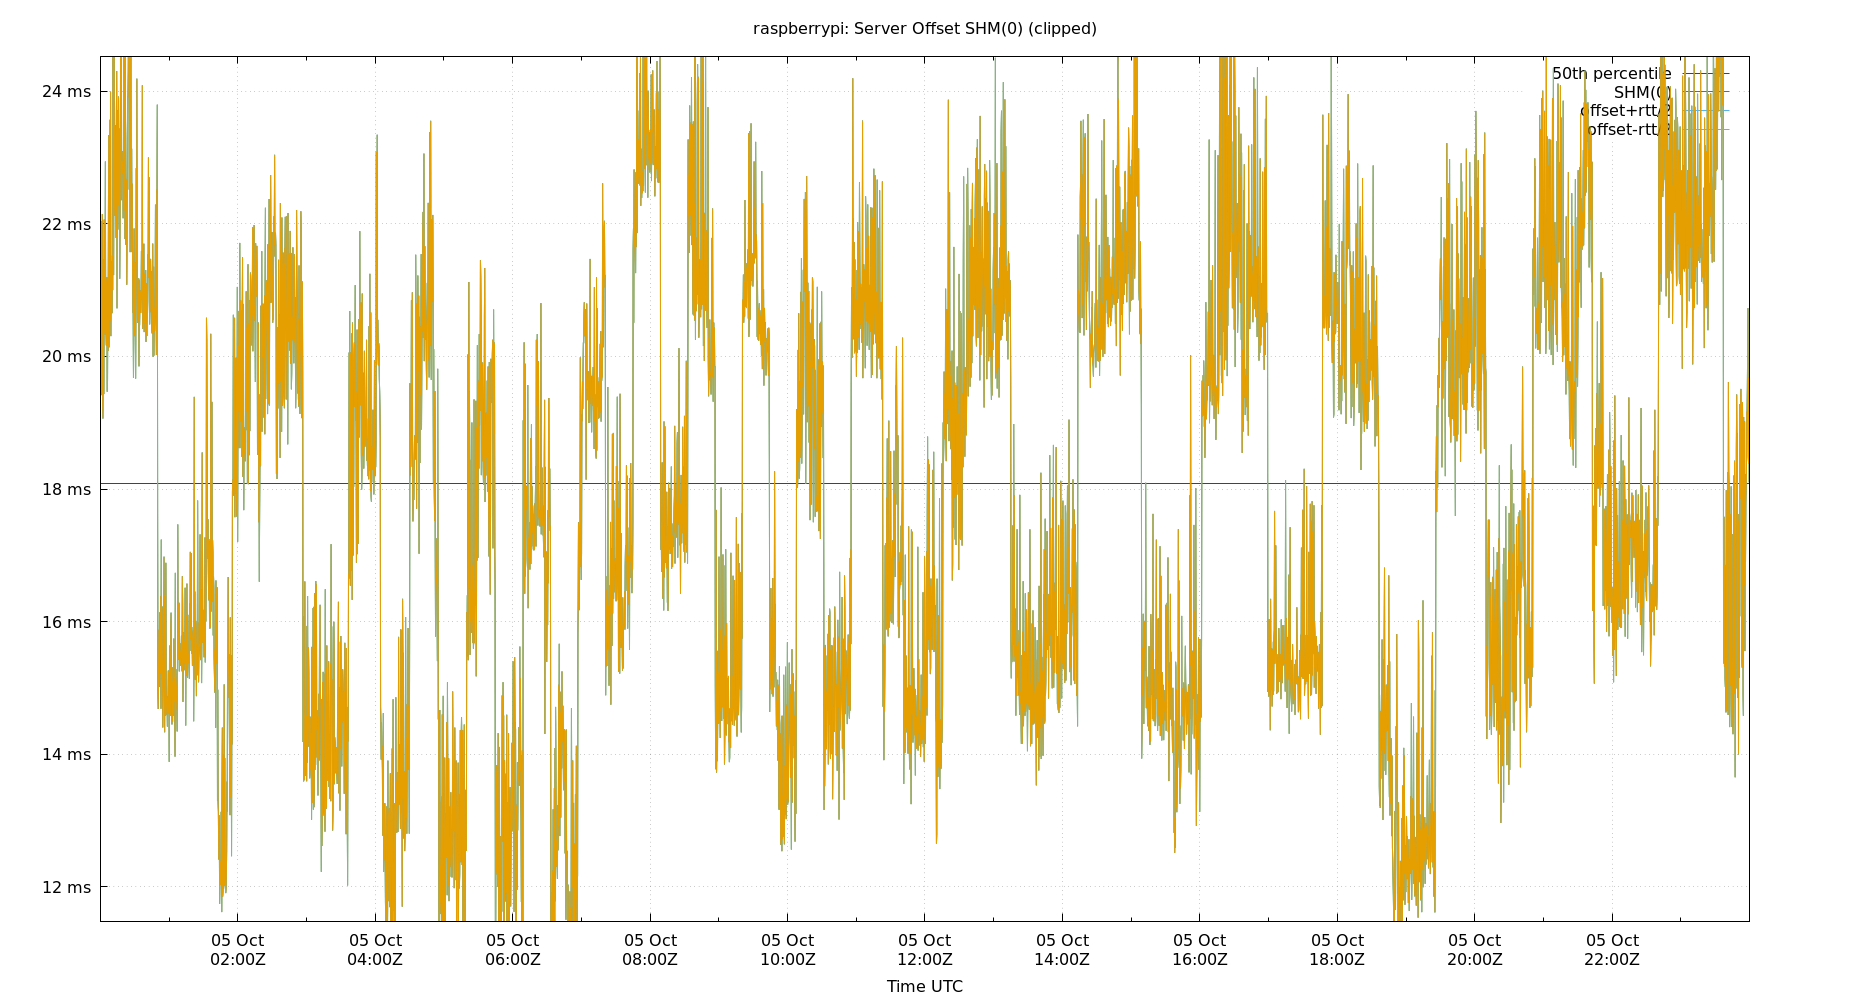 raspberrypi: Server Offset SHM(0) (clipped)
50th percentile
SHM(0)
offset+rtt/2
offset-rtt/2
24 ms
22 ms
20 ms
18 ms
16 ms
14 ms
12 ms
05 Oct 05 Oct 05 Oct 05 Oct 05 Oct 05 Oct 05 Oct 05 Oct 05 Oct 05 Oct 05 Oct
02:00Z 04:00Z 06:00Z 08:00Z 10:00Z 12:00Z 14:00Z 16:00Z 18:00Z 20:00Z 22:00Z
Time UTC